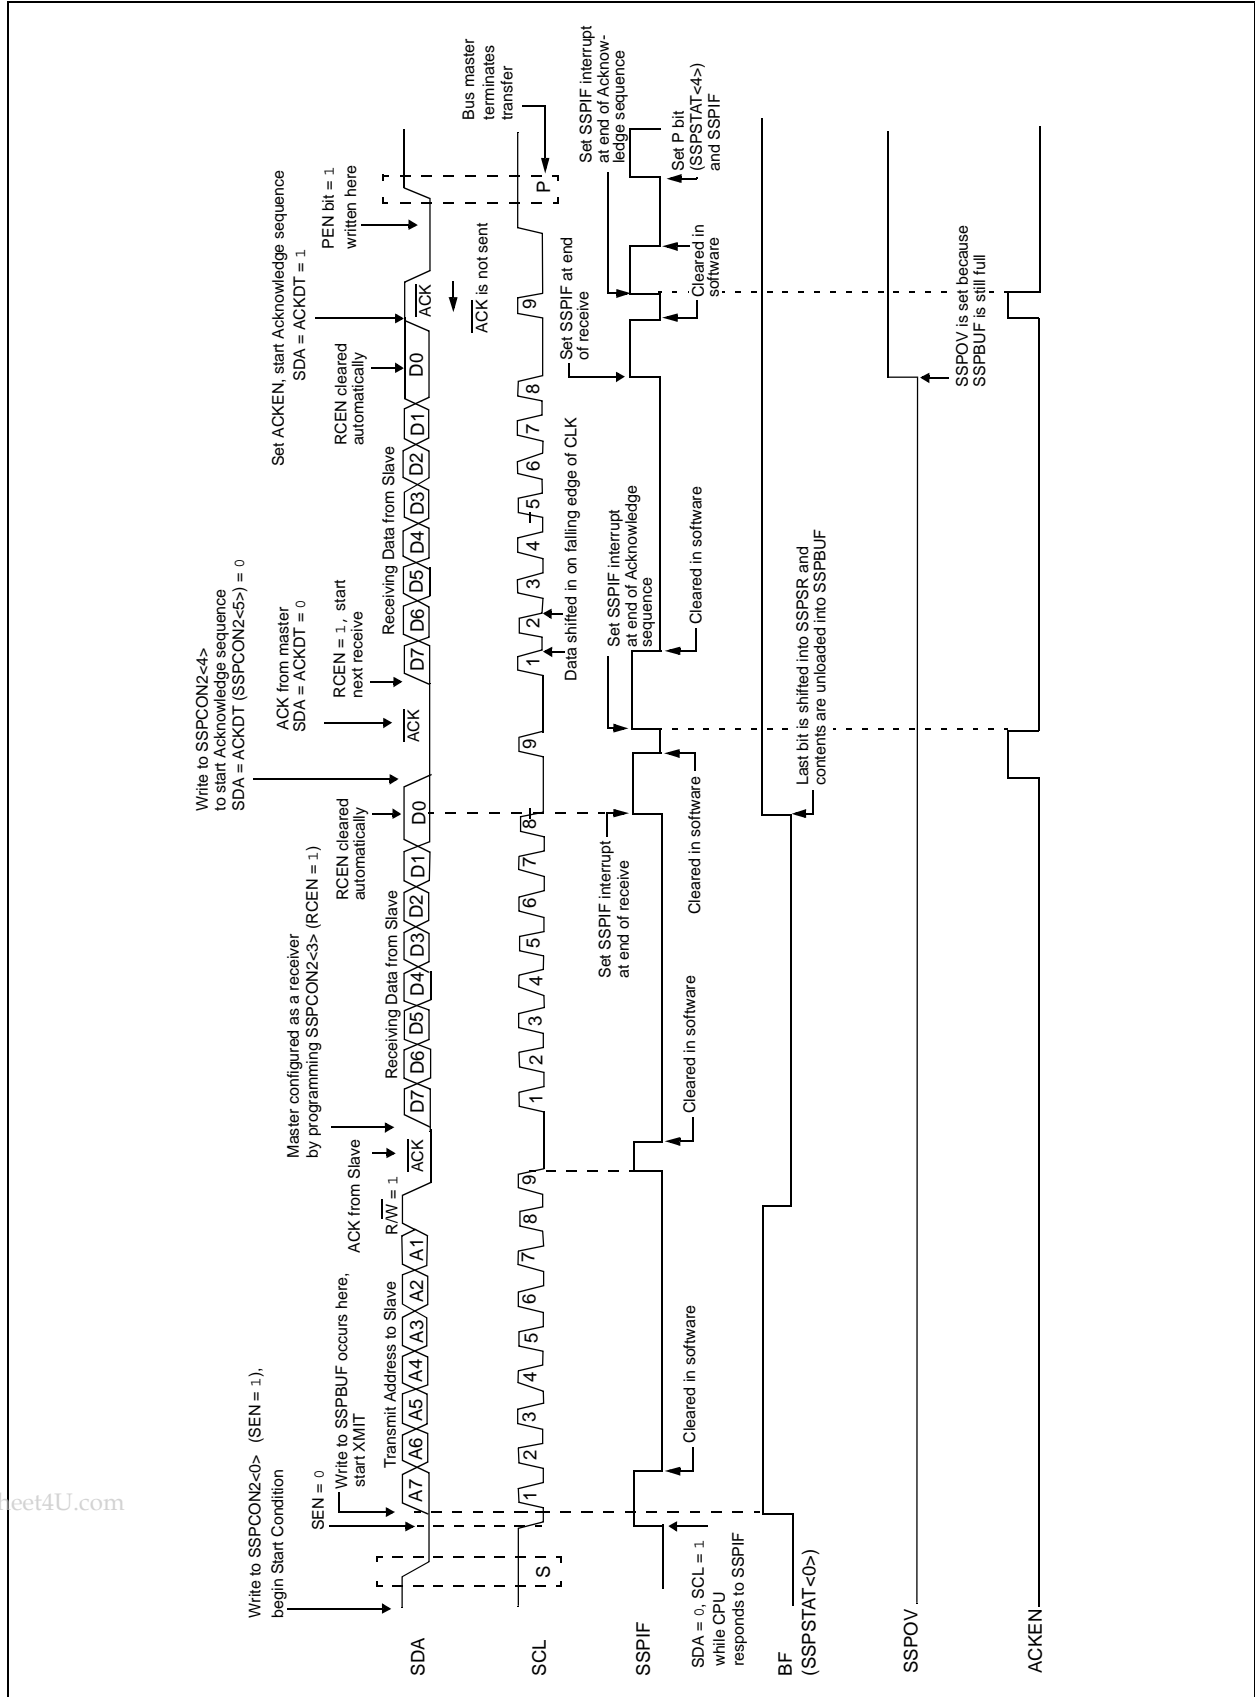 Write to SSPCON2<0> (SEN = 1),
begin Start Condition
SEN = 0
Write to SSPBUF occurs here,
start XMIT
ACK from Slave
Master configured as a receiver
by programming SSPCON2<3> (RCEN = 1)
RCEN cleared
automatically
Write to SSPCON2<4>
to start Acknowledge sequence
SDA = ACKDT (SSPCON2<5>) = 0
ACK from master
SDA = ACKDT = 0
RCEN = 1, start
next receive
RCEN cleared
automatically
Set ACKEN, start Acknowledge sequence
SDA = ACKDT = 1
PEN bit = 1
written here
Transmit Address to Slave
R/W = 1
Receiving Data from Slave
Receiving Data from Slave
SDA
A7 A6 A5 A4 A3 A2 A1
ACK
D7 D6 D5 D4 D3 D2 D1 D0
ACK
D7 D6 D5 D4 D3 D2 D1 D0
ACK
ACK is not sent
Bus master
terminates
transfer
SCL
S
1 2 3 4 5 6 7 8 9
1 2 3 4 5 6 7 8 9
1 2 3 4 5 6 7 8 9
P
Data shifted in on falling edge of CLK
Set SSPIF interrupt
at end of receive
Set SSPIF interrupt
at end of Acknowledge
sequence
Set SSPIF at end
of receive
Set SSPIF interrupt
at end of Acknow-
ledge sequence
SSPIF
SDA = 0, SCL = 1
while CPU
responds to SSPIF
Cleared in software
Cleared in software
Cleared in software
Cleared in software
Cleared in
software
Set P bit
(SSPSTAT<4>)
and SSPIF
BF
(SSPSTAT<0>)
Last bit is shifted into SSPSR and
contents are unloaded into SSPBUF
SSPOV
SSPOV is set because
SSPBUF is still full
ACKEN
heet4U.com